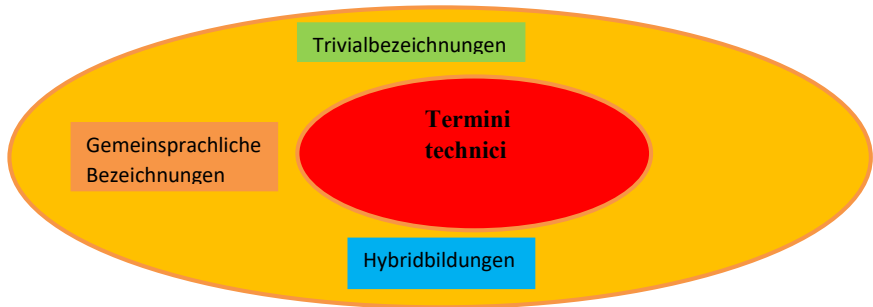 Trivialbezeichnungen
Termini
technici
Gemeinsprachliche
Bezeichnungen
Hybridbildungen